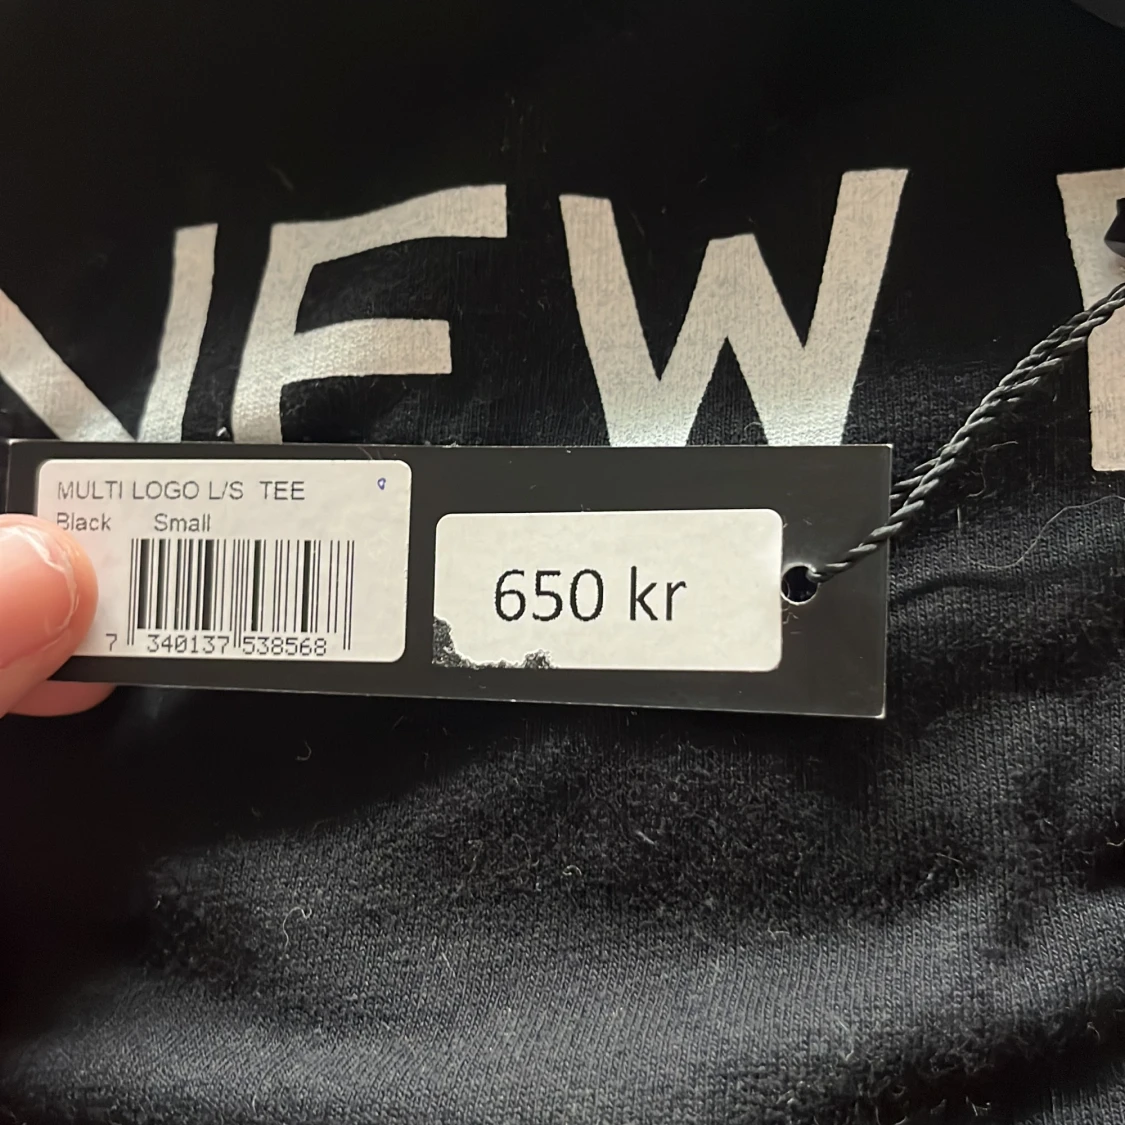 NEW
MULTI LOGO L/S TEE
Black Small
7 340137 538568
650 kr